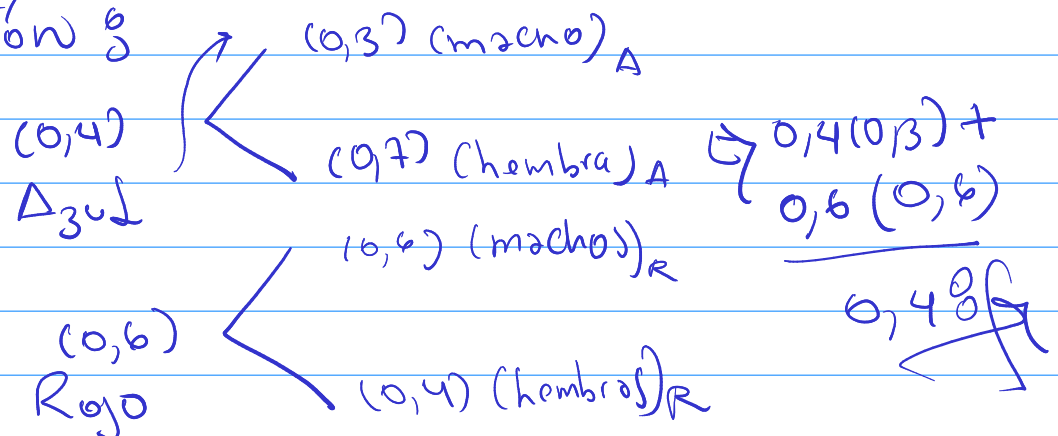 (0,3) (macho) A
(0,4)
Azul
(0,7) (hembra) A
0,4(0,3) +
0,6 (0,6)
(0,6) (machos) R
0,48
(0,6)
Rojo
(0,4) (hembras) R